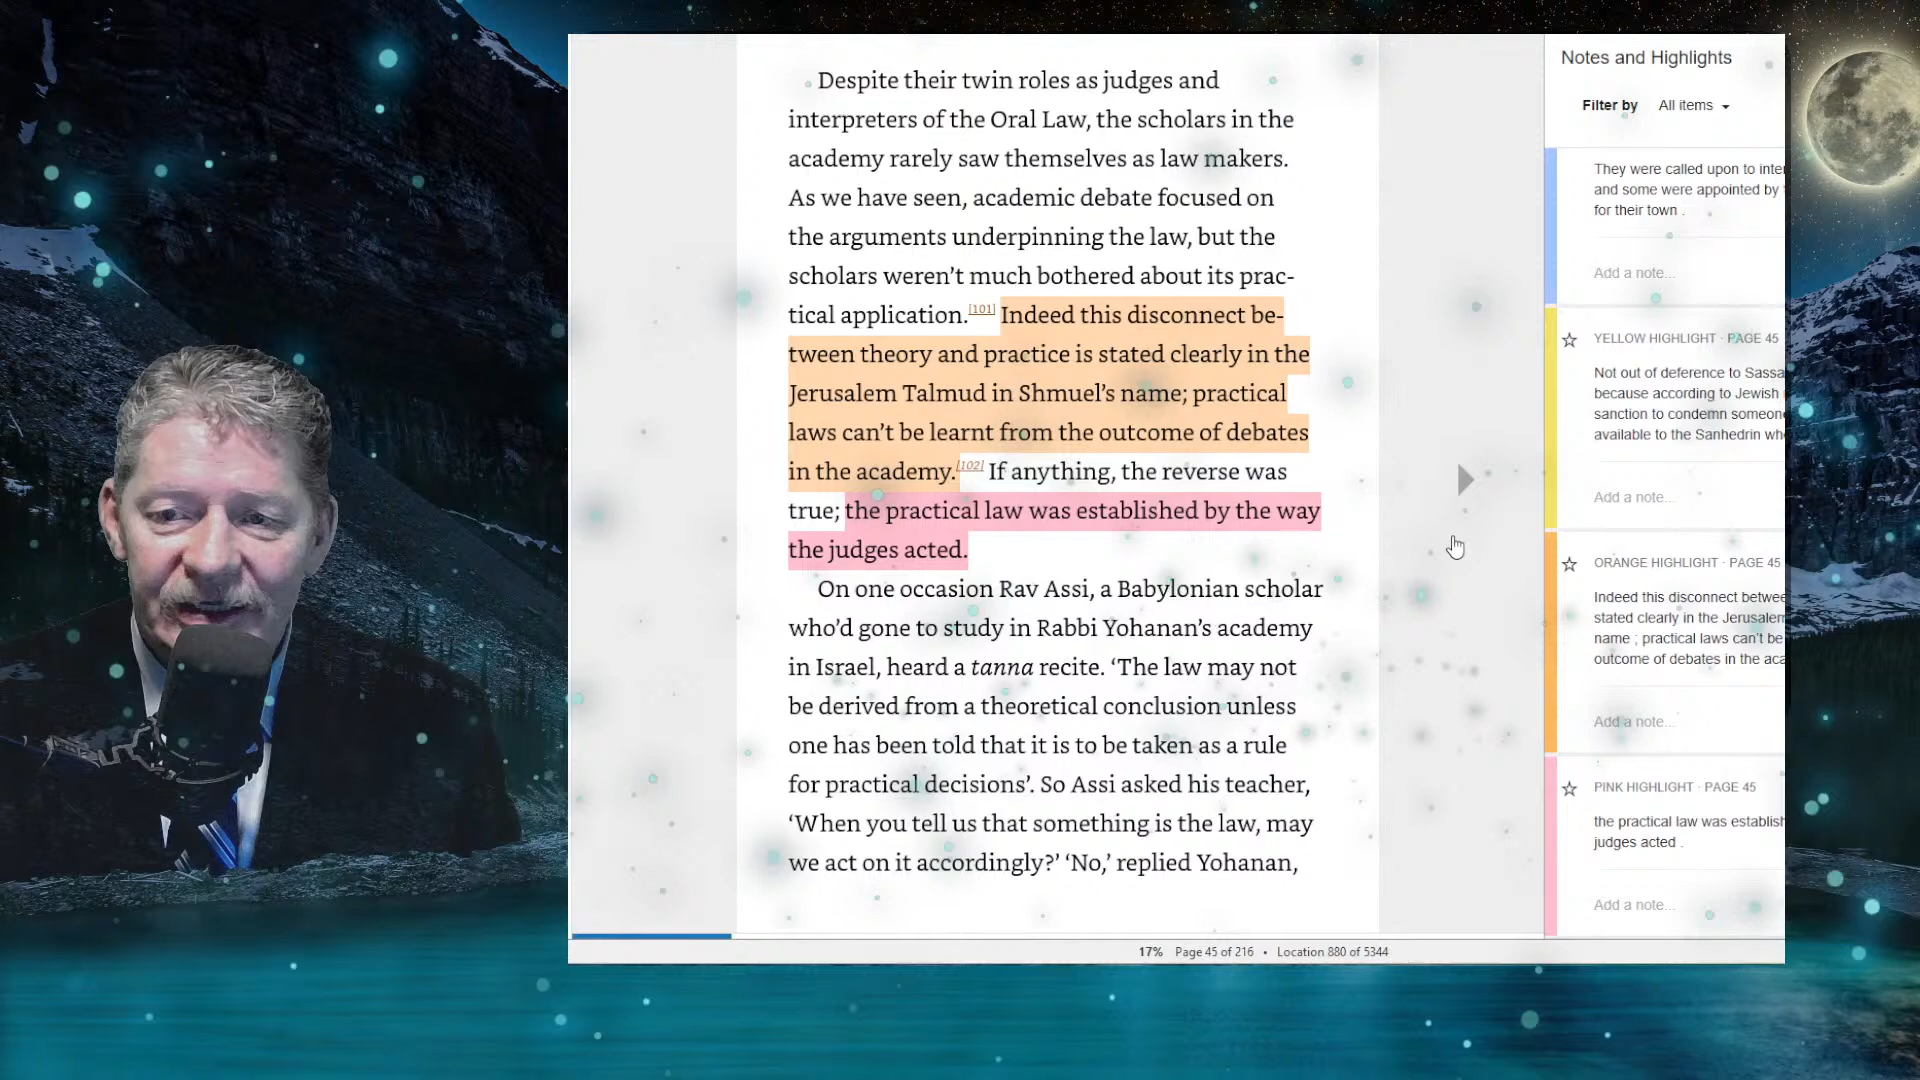 Despite their twin roles as judges and
interpreters of the Oral Law, the scholars in the
academy rarely saw themselves as law makers.
As we have seen, academic debate focused on
the arguments underpinning the law, but the
scholars weren’t much bothered about its prac-
tical application.[101] Indeed this disconnect be-
tween theory and practice is stated clearly in the
Jerusalem Talmud in Shmuel’s name; practical
laws can’t be learnt from the outcome of debates
in the academy.[102] If anything, the reverse was
true; the practical law was established by the way
the judges acted.
On one occasion Rav Assi, a Babylonian scholar
who’d gone to study in Rabbi Yohanan’s academy
in Israel, heard a tanna recite. ‘The law may not
be derived from a theoretical conclusion unless
one has been told that it is to be taken as a rule
for practical decisions’. So Assi asked his teacher,
‘When you tell us that something is the law, may
we act on it accordingly?’ ‘No,’ replied Yohanan,
17% Page 45 of 216 • Location 880 of 5344
Notes and Highlights
Filter by All items
They were called upon to inter
and some were appointed by
for their town .
Add a note...
YELLOW HIGHLIGHT · PAGE 45
Not out of deference to Sassa
because according to Jewish
sanction to condemn someone
available to the Sanhedrin wh
Add a note...
ORANGE HIGHLIGHT · PAGE 45
Indeed this disconnect betwee
stated clearly in the Jerusalem
name ; practical laws can’t be
outcome of debates in the aca
Add a note...
PINK HIGHLIGHT · PAGE 45
the practical law was establish
judges acted .
Add a note...